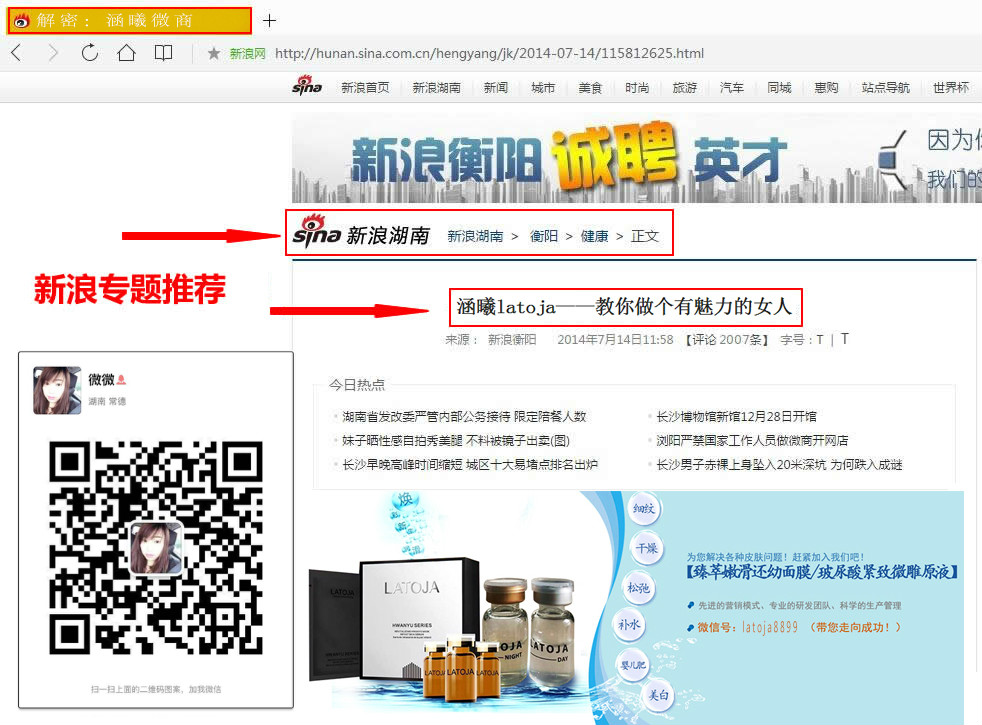 解密：涵曦微商
新浪网 http://hunan.sina.com.cn/hengyang/jk/2014-07-14/115812625.html
sina 新浪首页 新浪湖南 新闻 城市 美食 时尚 旅游 汽车 同城 惠购 站点导航 世界杯
新浪衡阳诚聘英才
因为你
我们的
sina 新浪湖南 新浪湖南 > 衡阳 > 健康 > 正文
新浪专题推荐
涵曦latoja——教你做个有魅力的女人
来源： 新浪衡阳 2014年7月14日11:58 【评论 2007条】 字号：T | T
微微
湖南 常德
扫一扫上面的二维码图案，加我微信
今日热点
湖南省发改委严管内部公务接待 限定陪餐人数
长沙博物馆新馆12月28日开馆
妹子晒性感自拍秀美腿 不料被镜子出卖(图)
浏阳严禁国家工作人员做微商开网店
长沙早晚高峰时间缩短 城区十大易堵点排名出炉
长沙男子赤裸上身坠入20米深坑 为何跌入成谜
焕
细纹
干燥
松弛
补水
婴儿肥
美白
LATOJA
LATOJA
HWANYU SERIES
LATOJA
LATOJA
LATOJA
LATOJA
NIGHT
LATOJA
DAY
为您解决各种皮肤问题！赶紧加入我们吧！
【臻萃嫩滑还幼面膜/玻尿酸紧致微雕原液】
先进的营销模式、专业的研发团队、科学的生产管理
微信号：latoja8899 （带您走向成功！）